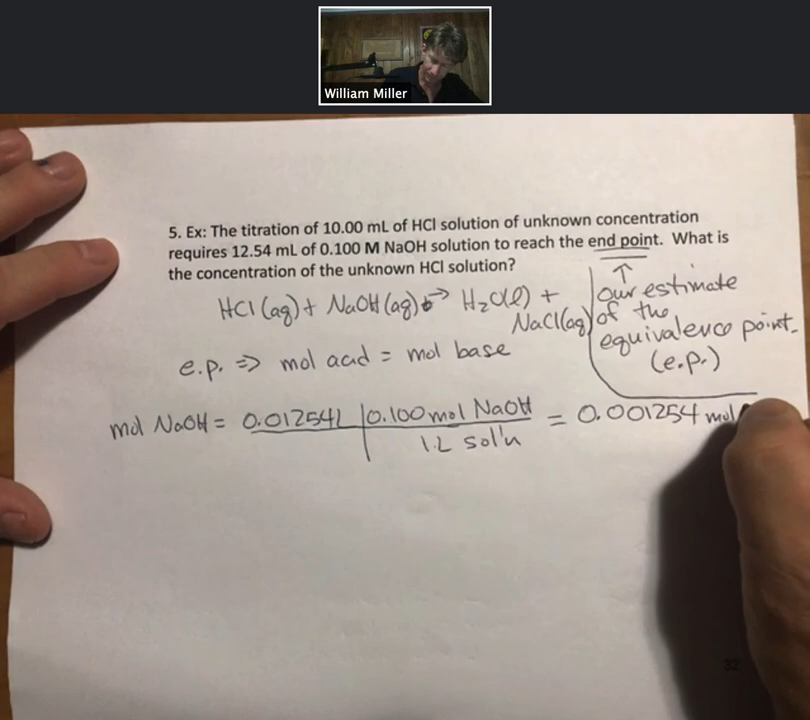 William Miller
5. Ex: The titration of 10.00 mL of HCl solution of unknown concentration
requires 12.54 mL of 0.100 M NaOH solution to reach the end point. What is
the concentration of the unknown HCl solution?
HCl(aq) + NaOH(aq) → H₂O(l) +
NaCl(aq)
↑
our estimate
of the
equivalence point.
(e.p.)
e.p. => mol acid = mol base
mol NaOH = 0.01254L | 0.100 mol NaOH = 0.001254 mol
1L sol'n
32